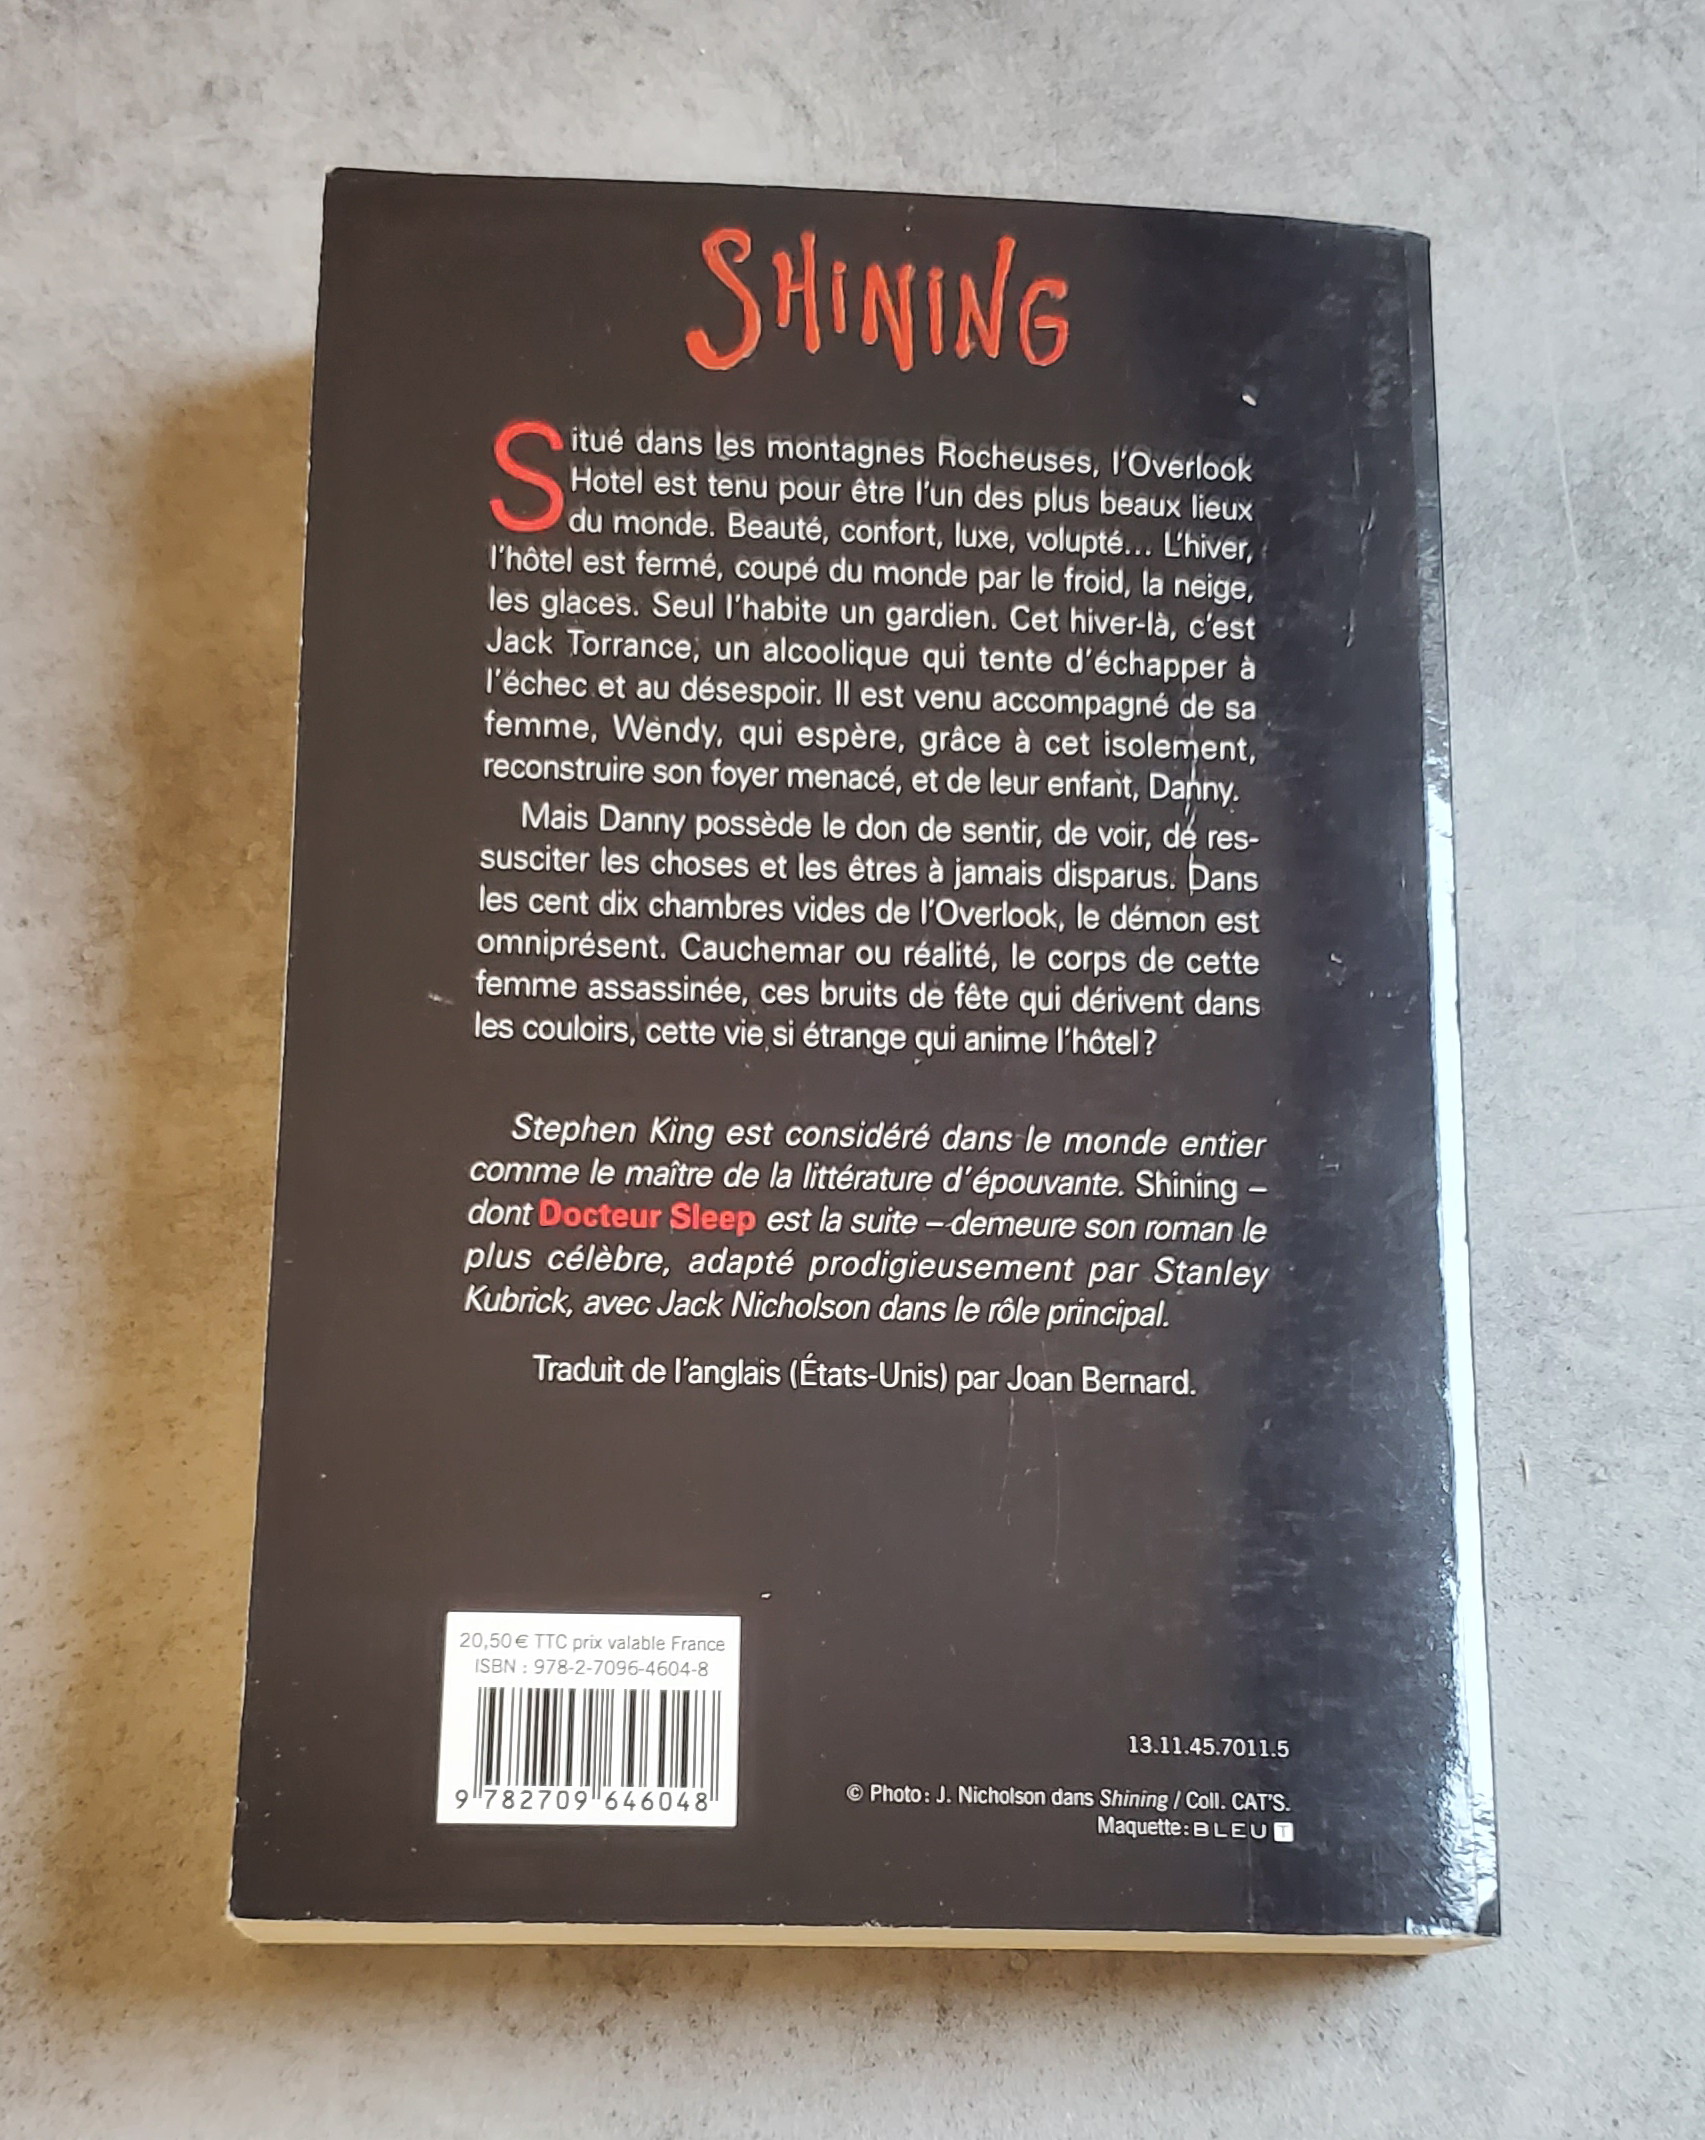 SHINING
Situé dans les montagnes Rocheuses, l'Overlook
Hotel est tenu pour être l'un des plus beaux lieux
du monde. Beauté, confort, luxe, volupté... L'hiver,
l'hôtel est fermé, coupé du monde par le froid, la neige,
les glaces. Seul l'habite un gardien. Cet hiver-là, c'est
Jack Torrance, un alcoolique qui tente d'échapper à
l'échec et au désespoir. Il est venu accompagné de sa
femme, Wendy, qui espère, grâce à cet isolement,
reconstruire son foyer menacé, et de leur enfant, Danny.
Mais Danny possède le don de sentir, de voir, de res-
susciter les choses et les êtres à jamais disparus. Dans
les cent dix chambres vides de l'Overlook, le démon est
omniprésent. Cauchemar ou réalité, le corps de cette
femme assassinée, ces bruits de fête qui dérivent dans
les couloirs, cette vie si étrange qui anime l'hôtel ?
Stephen King est considéré dans le monde entier
comme le maître de la littérature d'épouvante. Shining –
dont Docteur Sleep est la suite – demeure son roman le
plus célèbre, adapté prodigieusement par Stanley
Kubrick, avec Jack Nicholson dans le rôle principal.
Traduit de l'anglais (États-Unis) par Joan Bernard.
20,50 € TTC prix valable France
ISBN : 978-2-7096-4604-8
9 782709 646048
13.11.45.7011.5
© Photo : J. Nicholson dans Shining / Coll. CAT'S.
Maquette : BLEU T